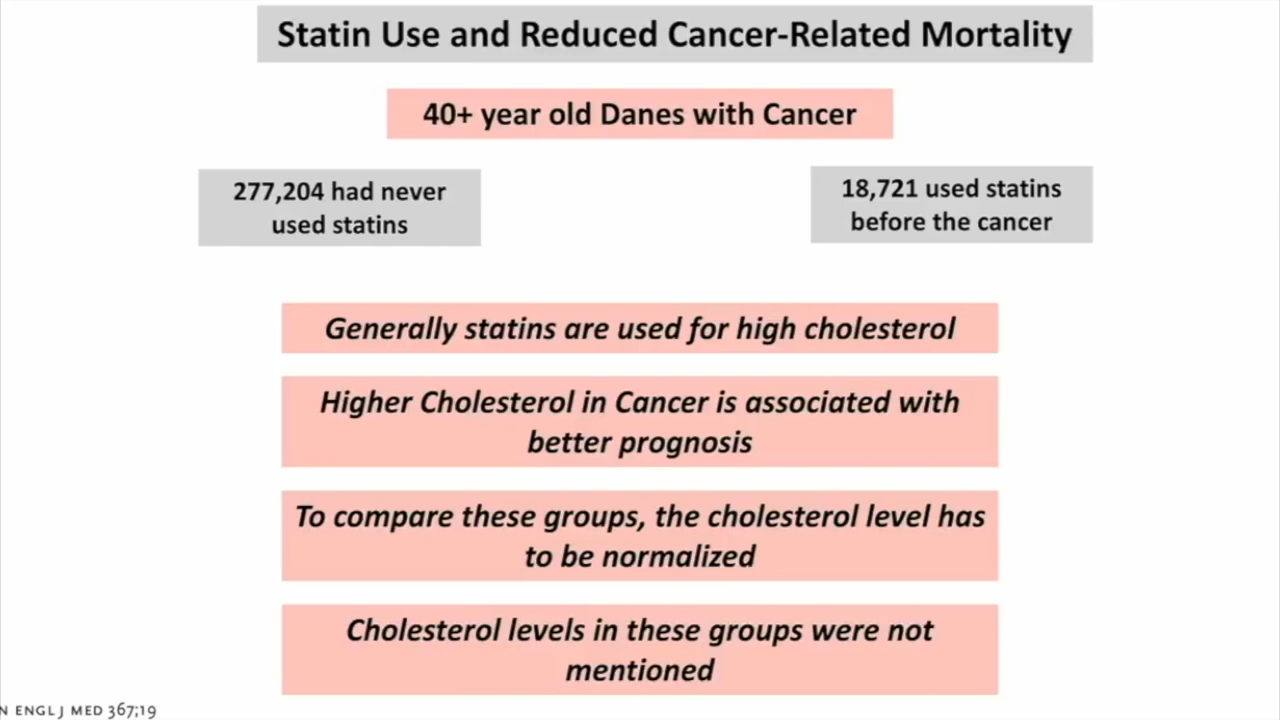 Statin Use and Reduced Cancer-Related Mortality
40+ year old Danes with Cancer
277,204 had never
used statins
18,721 used statins
before the cancer
Generally statins are used for high cholesterol
Higher Cholesterol in Cancer is associated with
better prognosis
To compare these groups, the cholesterol level has
to be normalized
Cholesterol levels in these groups were not
mentioned
N ENGL J MED 367;19